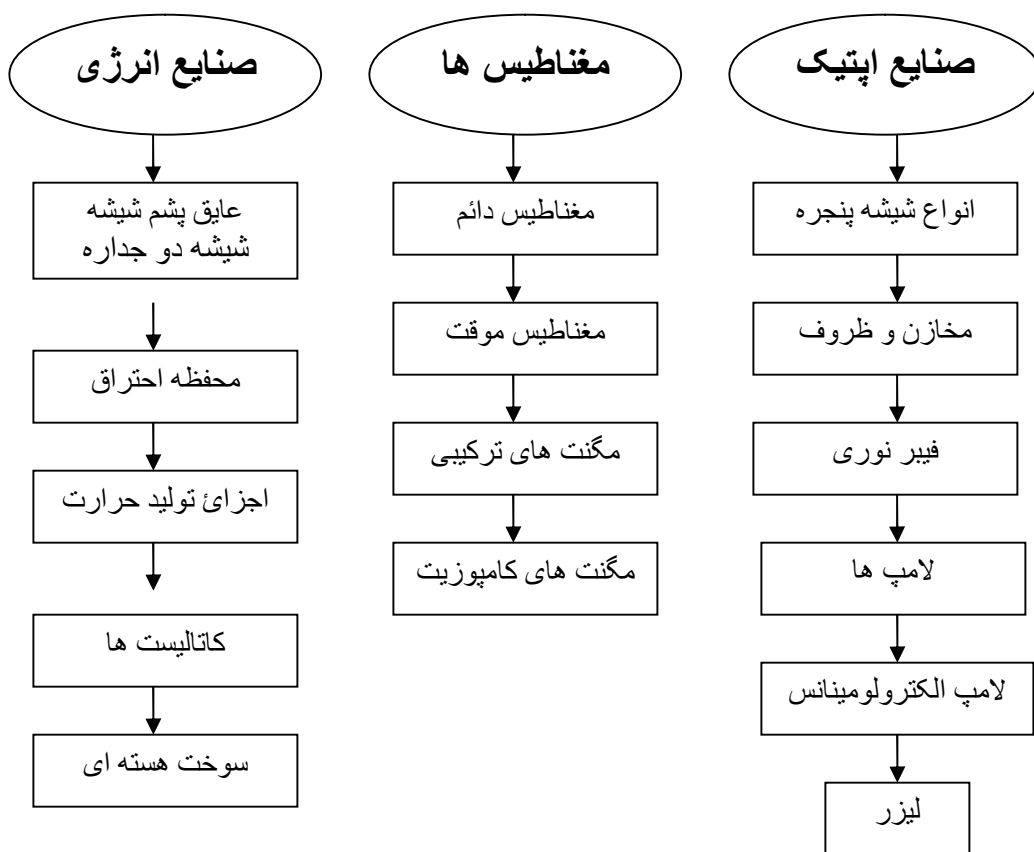 صنایع اپتیک
انواع شیشه پنجره
مخازن و ظروف
فیبر نوری
لامپ ها
لامپ الکترولومینانس
لیزر
مغناطیس ها
مغناطیس دائم
مغناطیس موقت
مگنت های ترکیبی
مگنت های کامپوزیت
صنایع انرژی
عایق پشم شیشه
شیشه دو جداره
محفظه احتراق
اجزائ تولید حرارت
کاتالیست ها
سوخت هسته ای